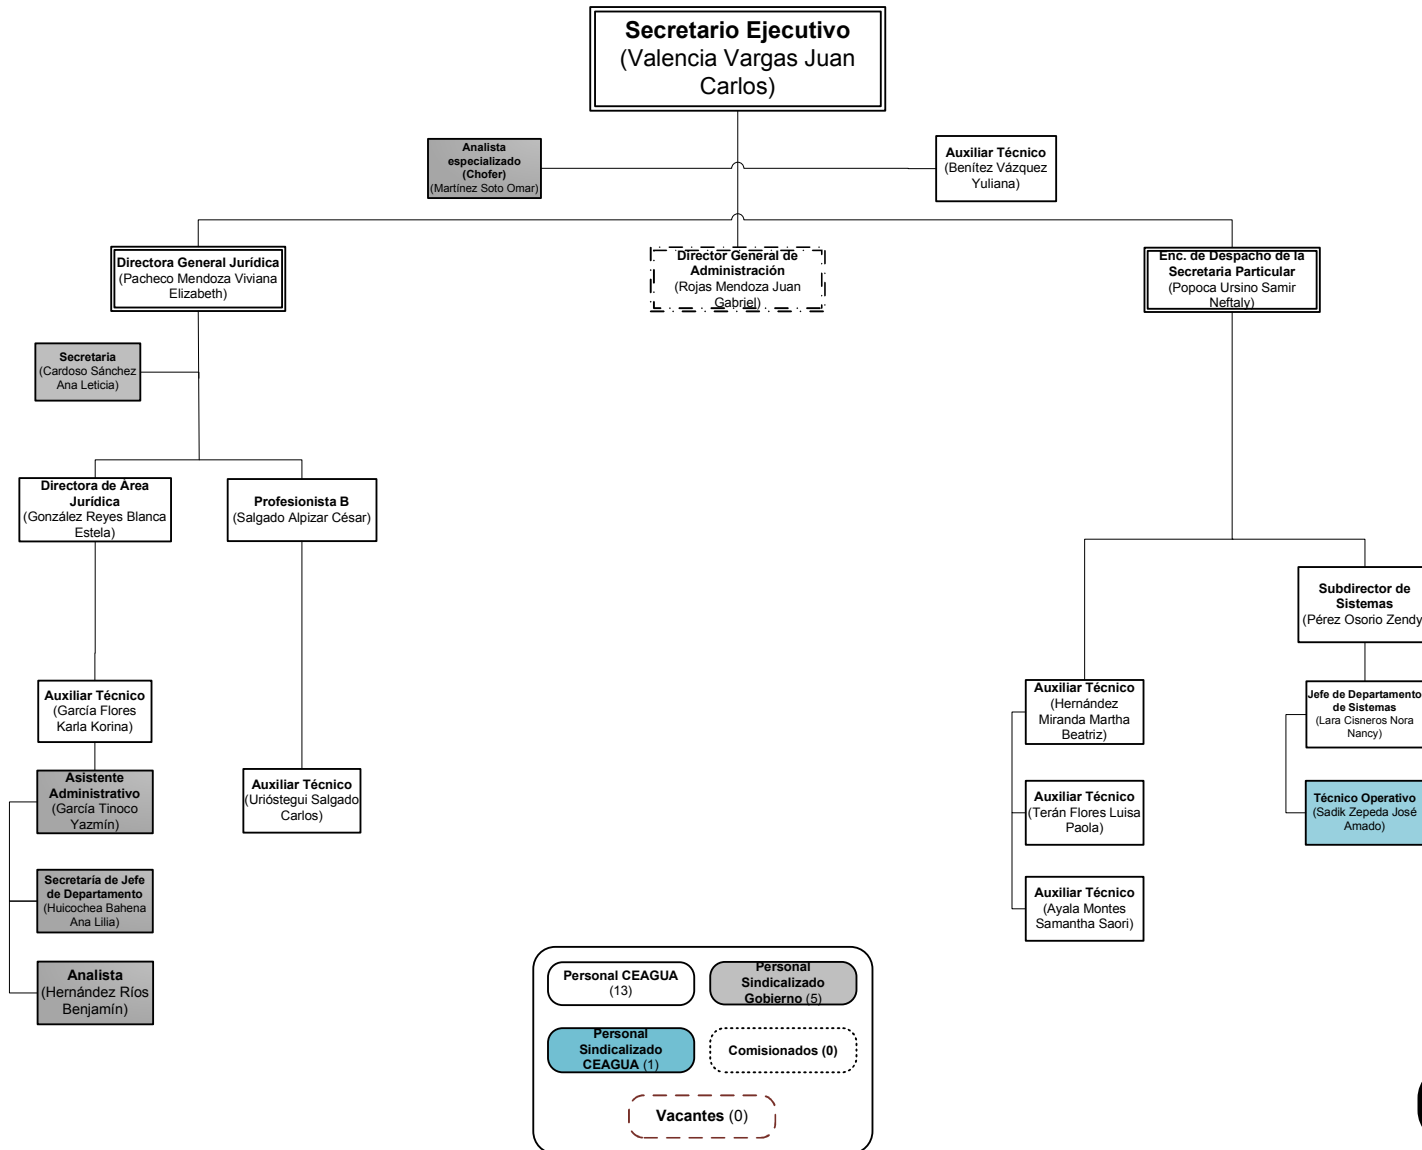 Secretario Ejecutivo
(Valencia Vargas Juan
Carlos)
Analista
especializado
(Chofer)
(Martínez Soto Omar)
Auxiliar Técnico
(Benítez Vázquez
Yuliana)
Directora General Jurídica
(Pacheco Mendoza Viviana
Elizabeth)
Director General de
Administración
(Rojas Mendoza Juan
Gabriel)
Enc. de Despacho de la
Secretaria Particular
(Popoca Ursino Samir
Neftaly)
Secretaria
(Cardoso Sánchez
Ana Leticia)
Directora de Área
Jurídica
(González Reyes Blanca
Estela)
Profesionista B
(Salgado Alpizar César)
Subdirector de
Sistemas
(Pérez Osorio Zendy
Auxiliar Técnico
(García Flores
Karla Korina)
Auxiliar Técnico
(Hernández
Miranda Martha
Beatriz)
Jefe de Departamento
de Sistemas
(Lara Cisneros Nora
Nancy)
Asistente
Administrativo
(García Tinoco
Yazmín)
Auxiliar Técnico
(Urióstegui Salgado
Carlos)
Auxiliar Técnico
(Terán Flores Luisa
Paola)
Técnico Operativo
(Sadik Zepeda José
Amado)
Secretaría de Jefe
de Departamento
(Huicochea Bahena
Ana Lilia)
Auxiliar Técnico
(Ayala Montes
Samantha Saori)
Analista
(Hernández Ríos
Benjamín)
Personal CEAGUA
(13)
Personal
Sindicalizado
Gobierno (5)
Personal
Sindicalizado
CEAGUA (1)
Comisionados (0)
Vacantes (0)